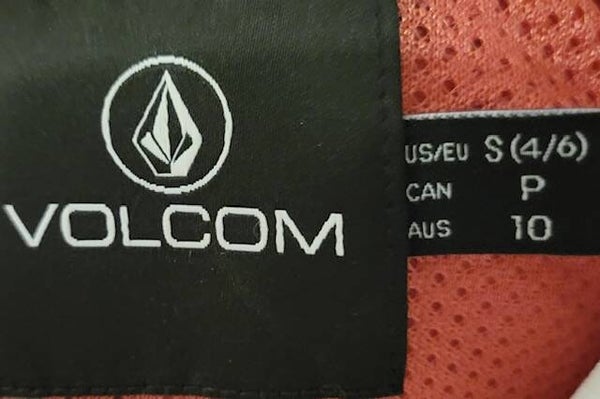 VOLCOM
US/EU S (4/6)
CAN P
AUS 10